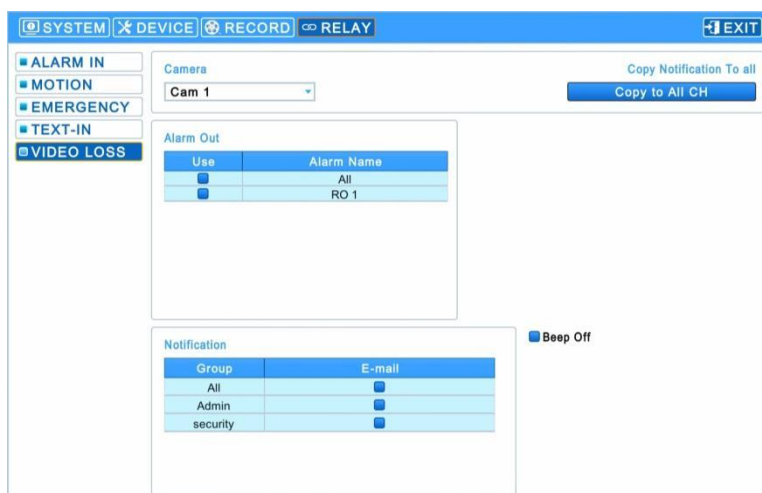 SYSTEM DEVICE RECORD RELAY EXIT
ALARM IN
MOTION
EMERGENCY
TEXT-IN
VIDEO LOSS
Camera
Cam 1
Copy Notification To all
Copy to All CH
Alarm Out
Use Alarm Name
All
RO 1
Notification
Group E-mail
All
Admin
security
Beep Off